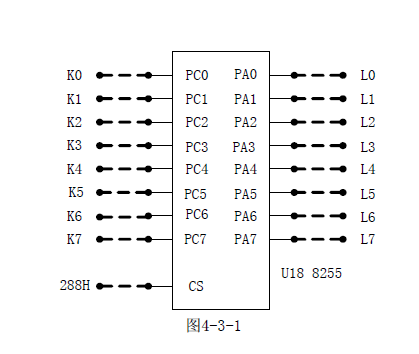 K0 PC0 PA0 L0
K1 PC1 PA1 L1
K2 PC2 PA2 L2
K3 PC3 PA3 L3
K4 PC4 PA4 L4
K5 PC5 PA5 L5
K6 PC6 PA6 L6
K7 PC7 PA7 L7
288H CS
U18 8255
图4-3-1